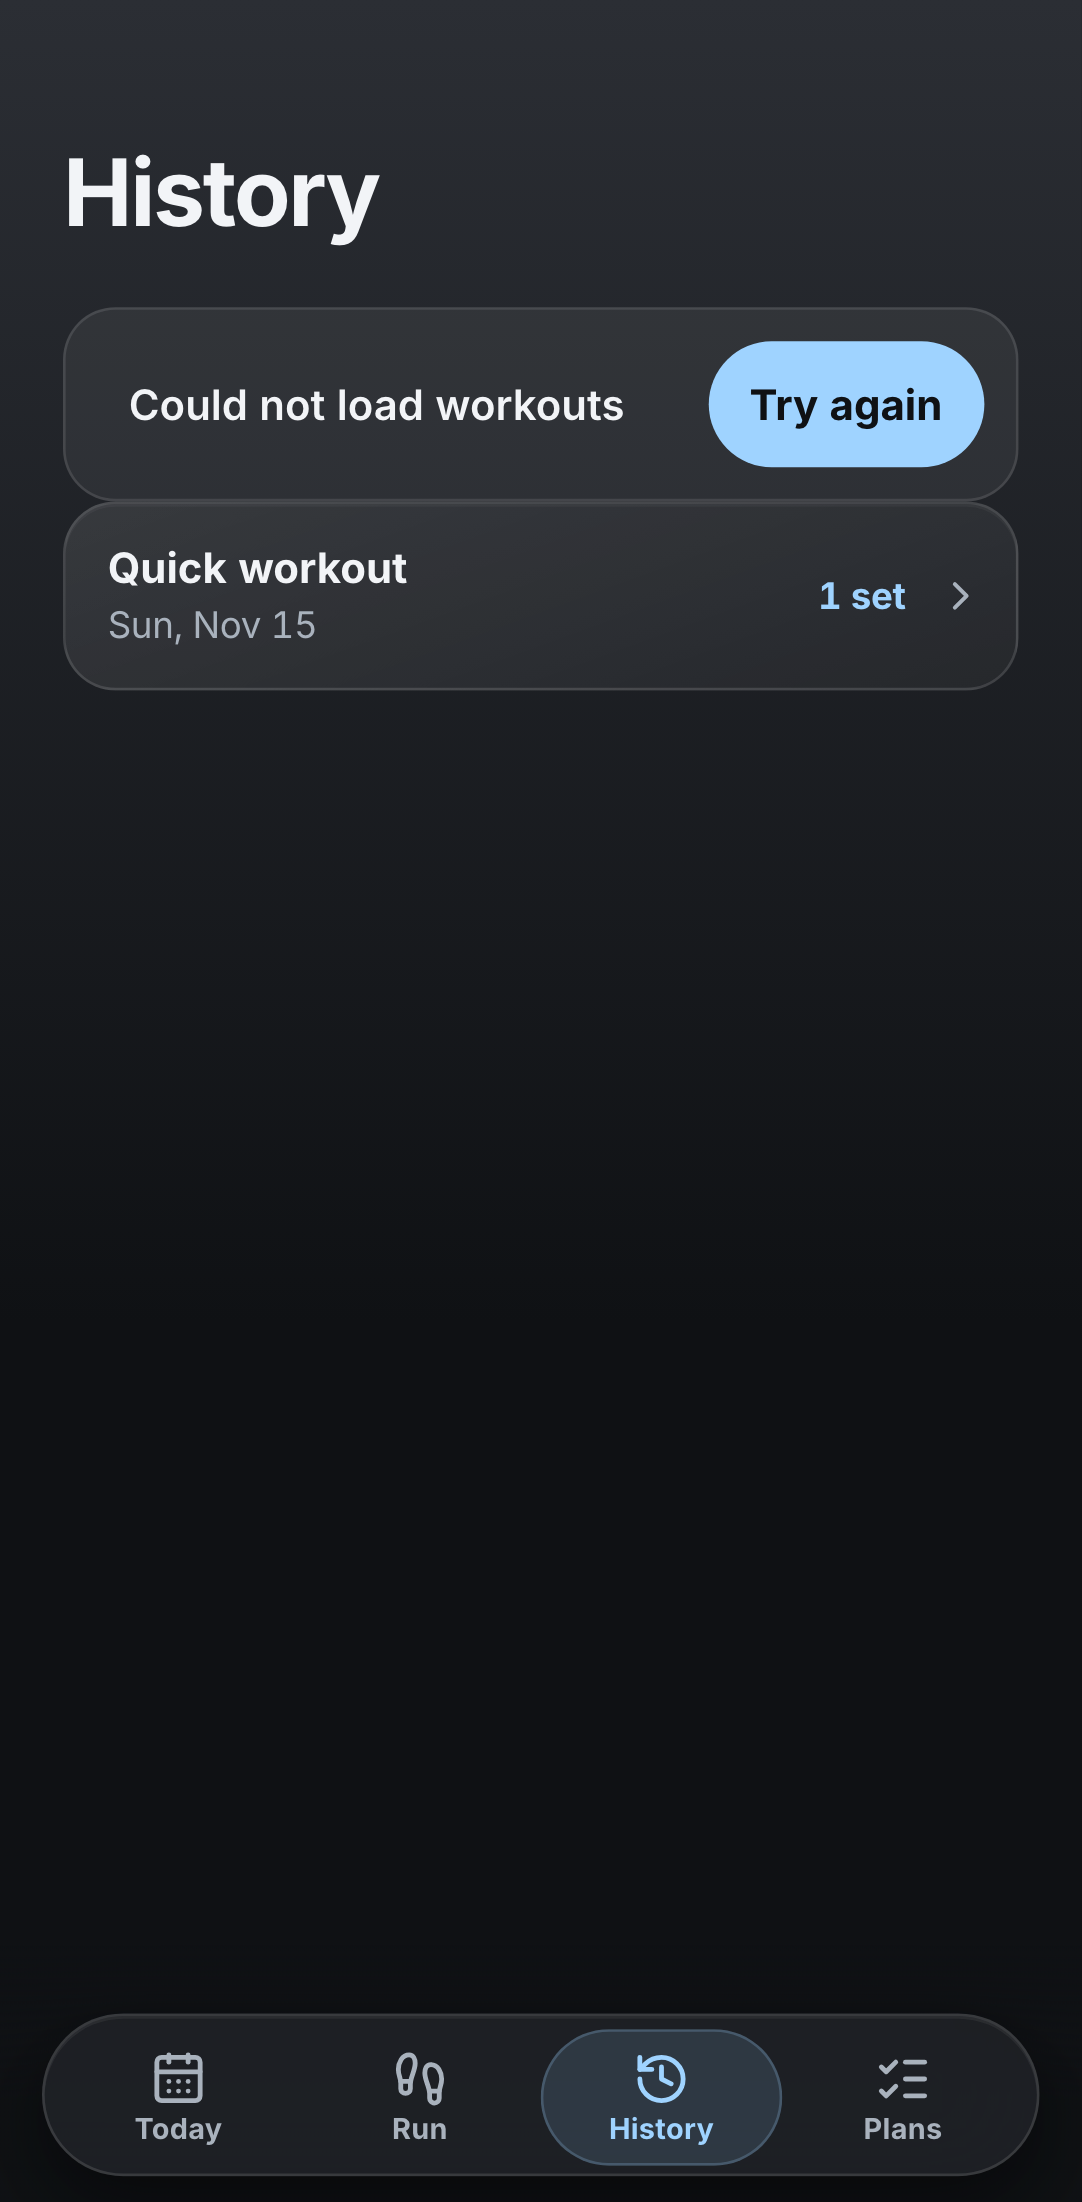 History
Could not load workouts
Try again
Quick workout
Sun, Nov 15
1 set
Today
Run
History
Plans